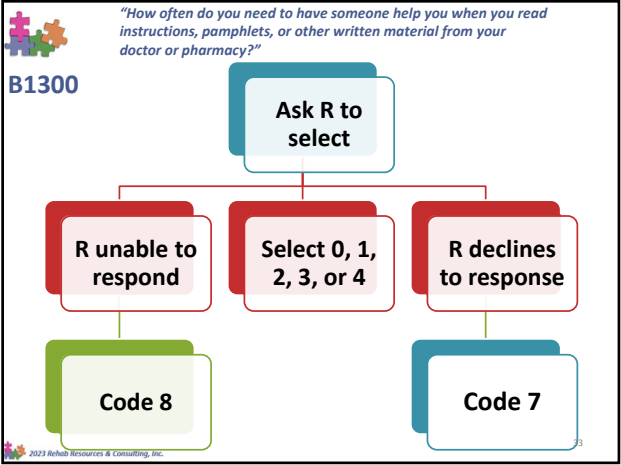 “How often do you need to have someone help you when you read
instructions, pamphlets, or other written material from your
doctor or pharmacy?”
B1300
Ask R to
select
R unable to
respond
Select 0, 1,
2, 3, or 4
R declines
to response
Code 8
Code 7
33
2023 Rehab Resources & Consulting, Inc.